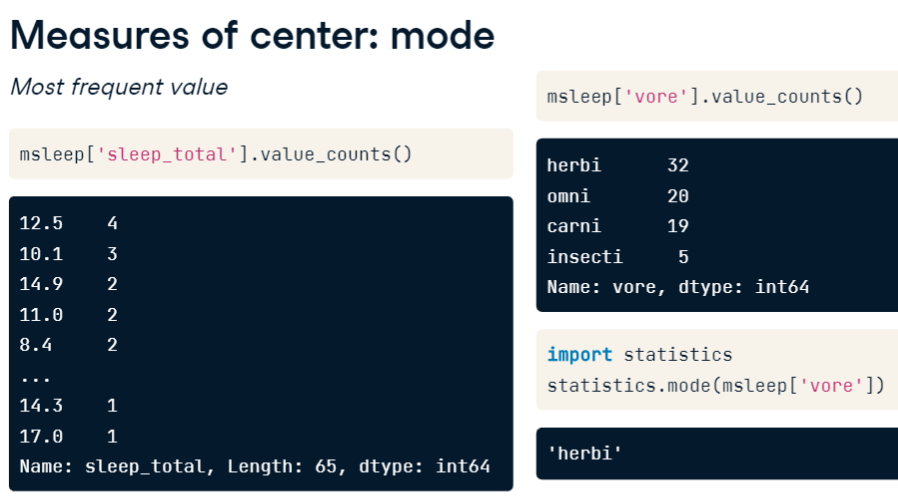 Measures of center: mode
Most frequent value
msleep['sleep_total'].value_counts()
12.5    4
10.1    3
14.9    2
11.0    2
8.4     2
...
14.3    1
17.0    1
Name: sleep_total, Length: 65, dtype: int64
msleep['vore'].value_counts()
herbi      32
omni       20
carni      19
insecti     5
Name: vore, dtype: int64
import statistics
statistics.mode(msleep['vore'])
'herbi'